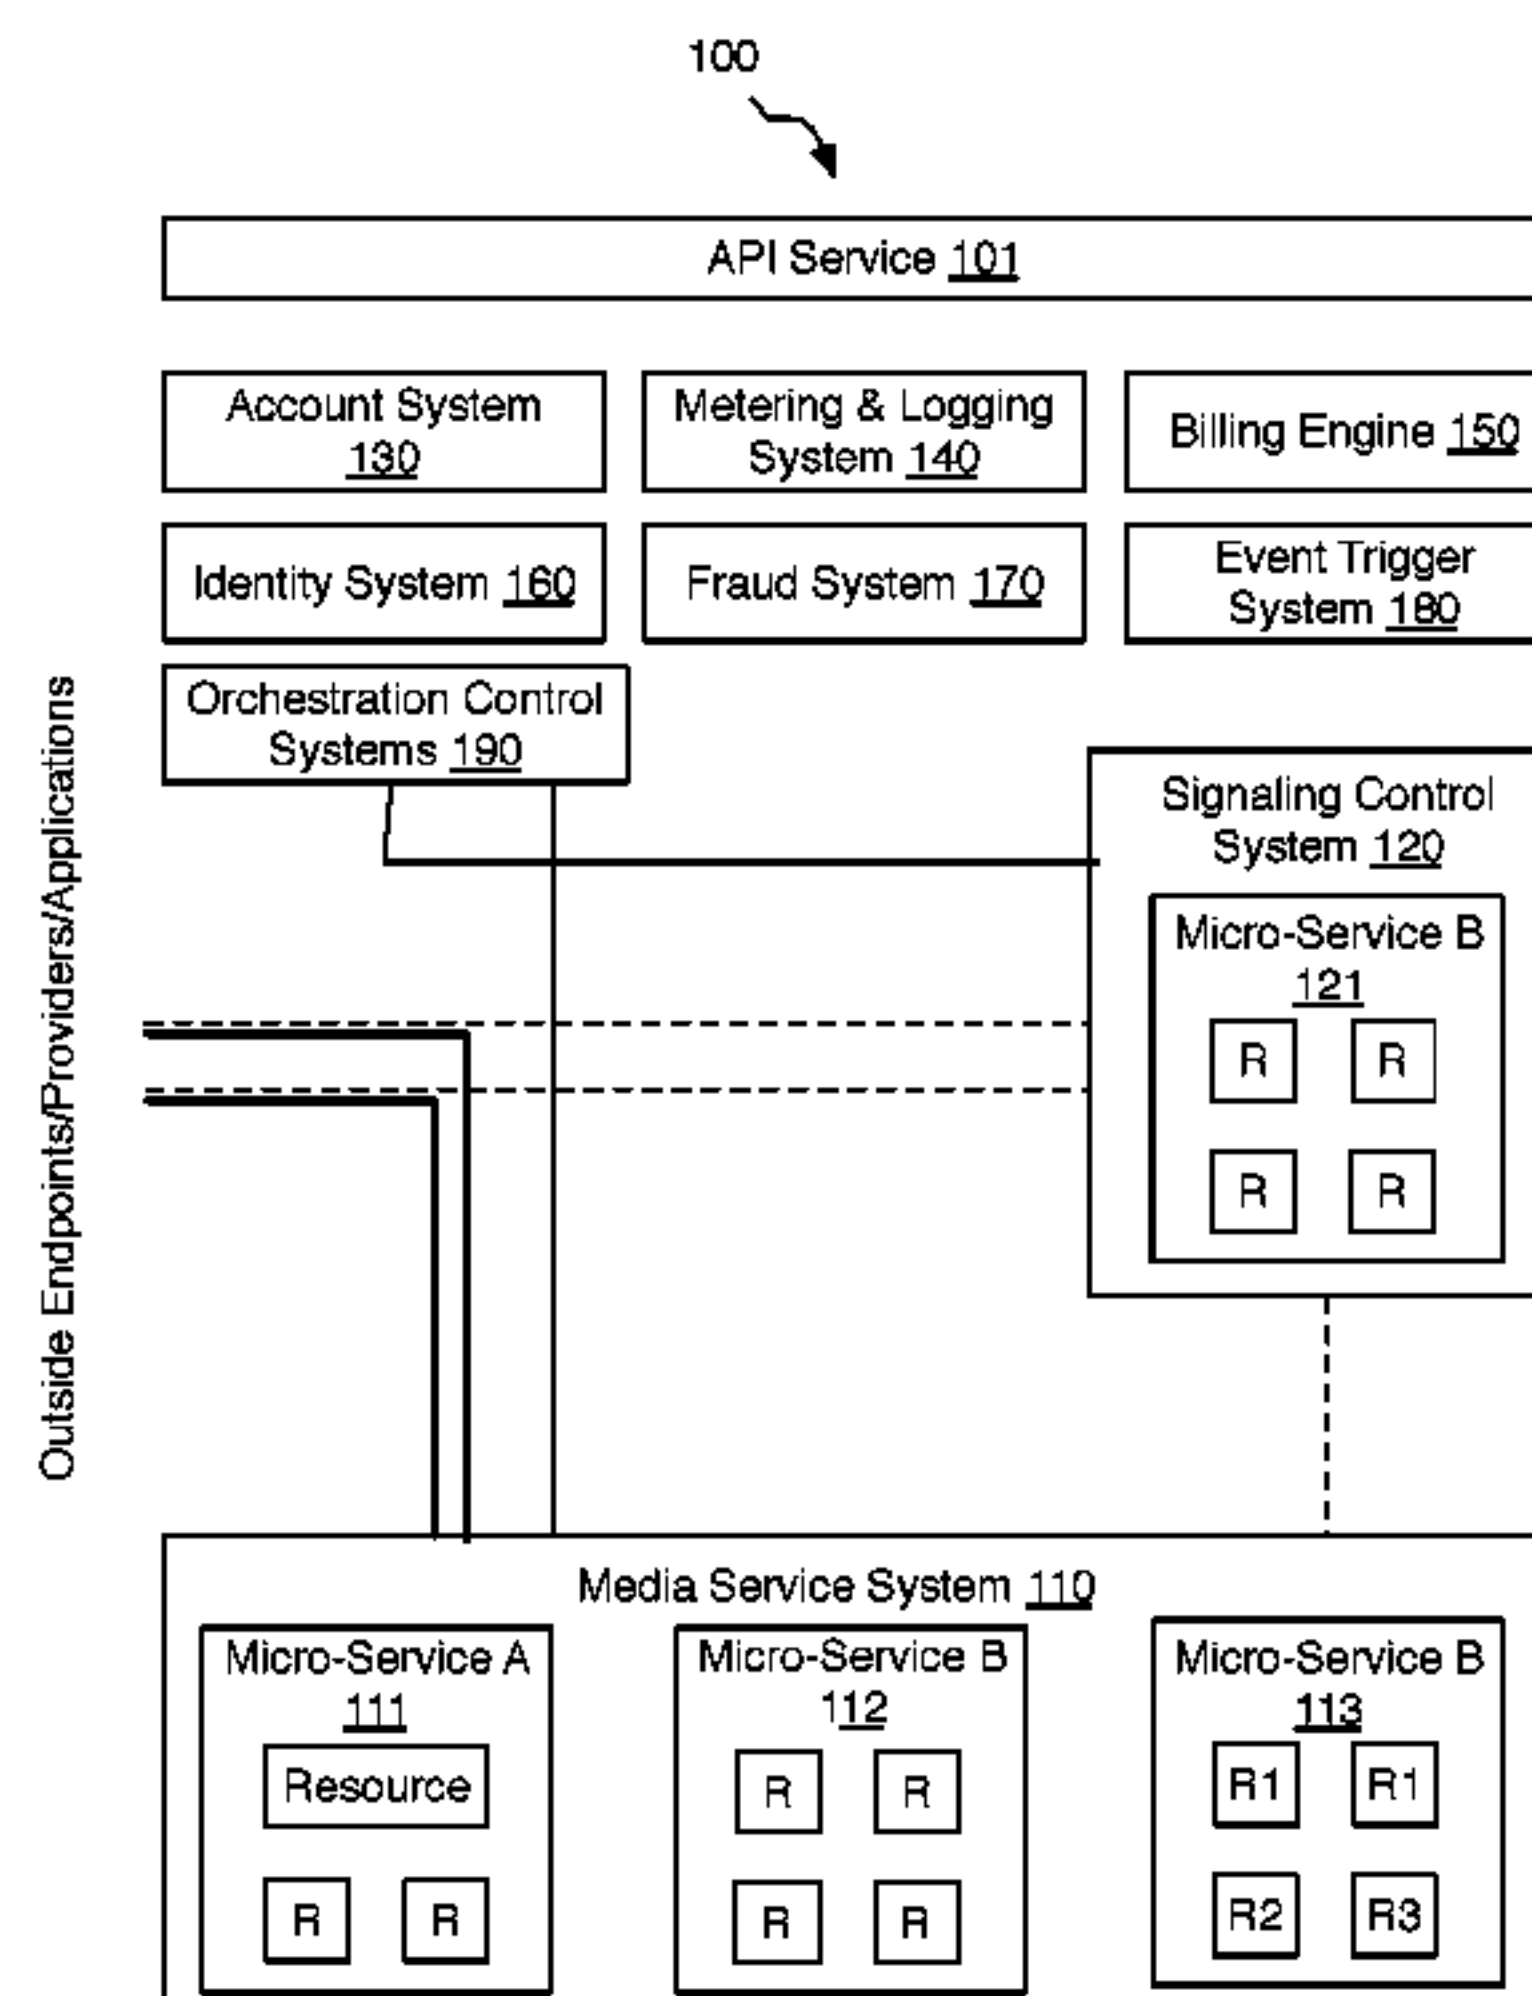 100
API Service 101
Account System
130
Metering & Logging
System 140
Billing Engine 150
Identity System 160
Fraud System 170
Event Trigger
System 180
Orchestration Control
Systems 190
Outside Endpoints/Providers/Applications
Signaling Control
System 120
Micro-Service B
121
R R
R R
Media Service System 110
Micro-Service A
111
Resource
R R
Micro-Service B
112
R R
R R
Micro-Service B
113
R1 R1
R2 R3